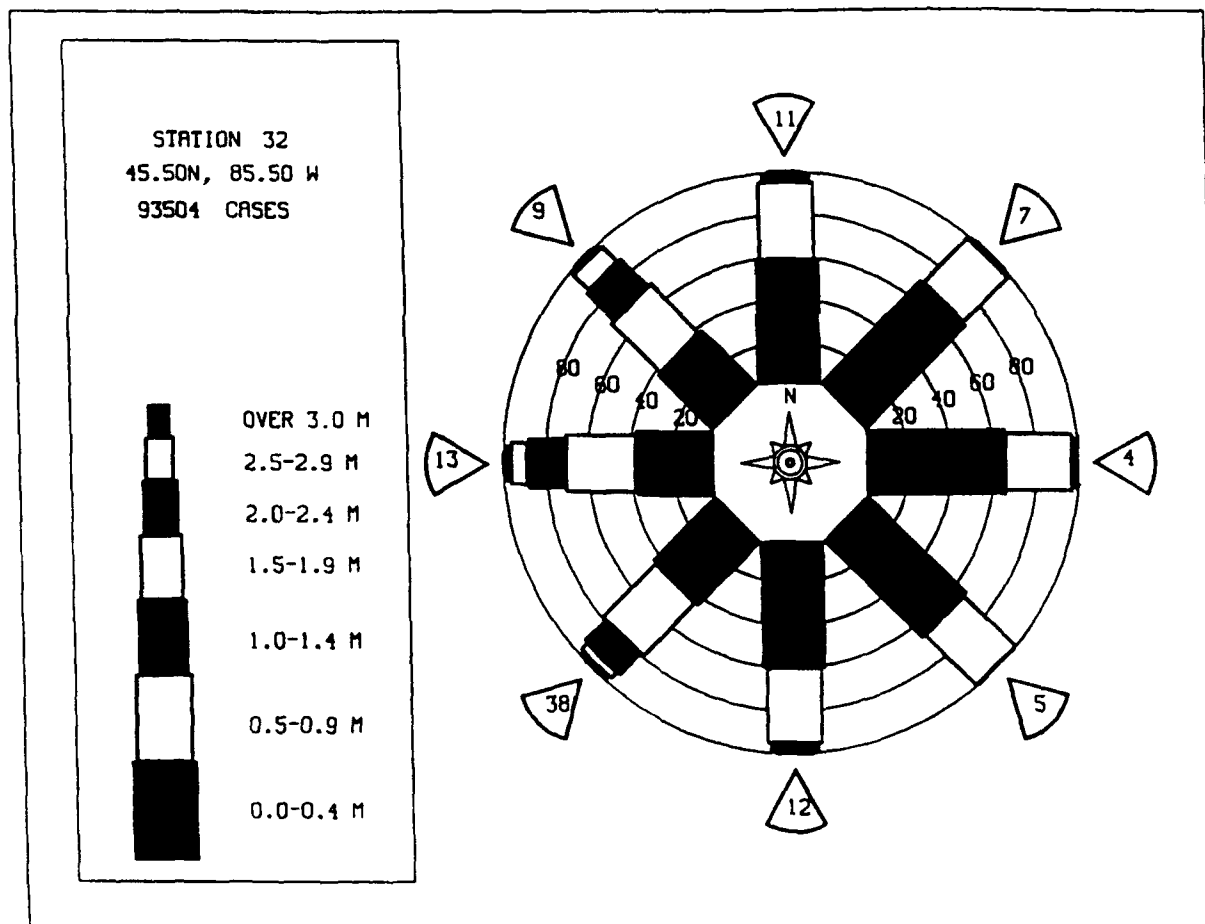 STATION 32
45.50N, 85.50 W
93504 CASES
OVER 3.0 M
2.5-2.9 M
2.0-2.4 M
1.5-1.9 M
1.0-1.4 M
0.5-0.9 M
0.0-0.4 M
11
9
7
80
60
40
20
N
20
40
60
80
13
4
38
5
12